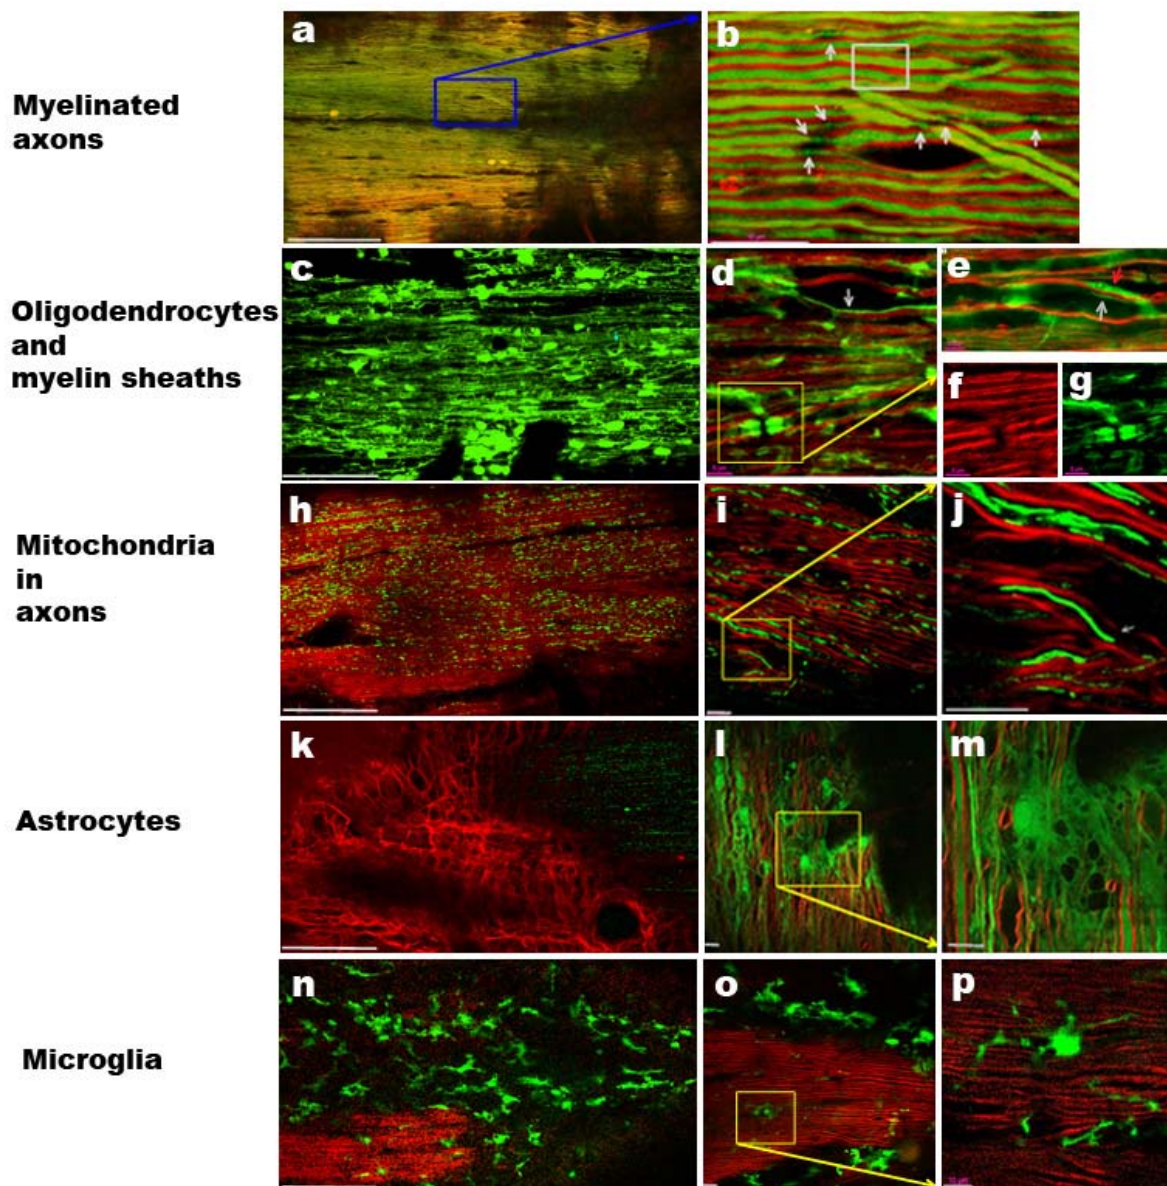 Myelinated
axons
a
b
Oligodendrocytes
and
myelin sheaths
c
d
e
f
g
Mitochondria
in
axons
h
i
j
Astrocytes
k
l
m
Microglia
n
o
p